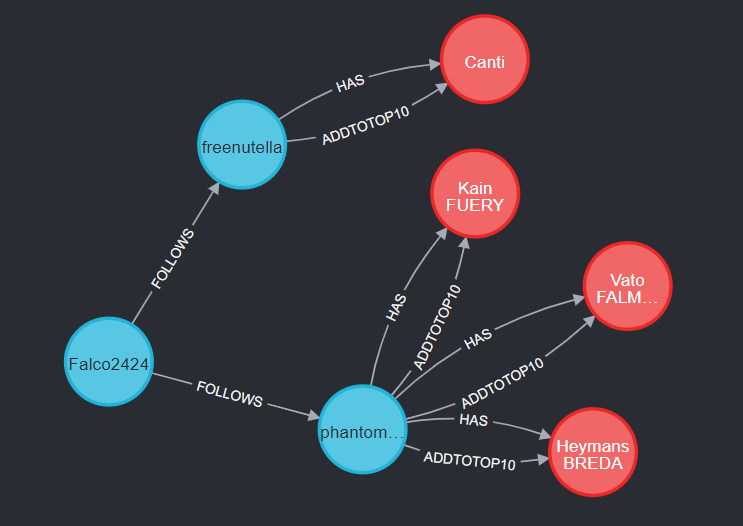 Canti
HAS
ADDTOTOP10
freenutella
Kain
FUERY
FOLLOWS
Vato
FALM…
HAS
ADDTOTOP10
HAS
Falco2424
ADDTOTOP10
FOLLOWS
HAS
phantom…
Heymans
BREDA
ADDTOTOP10